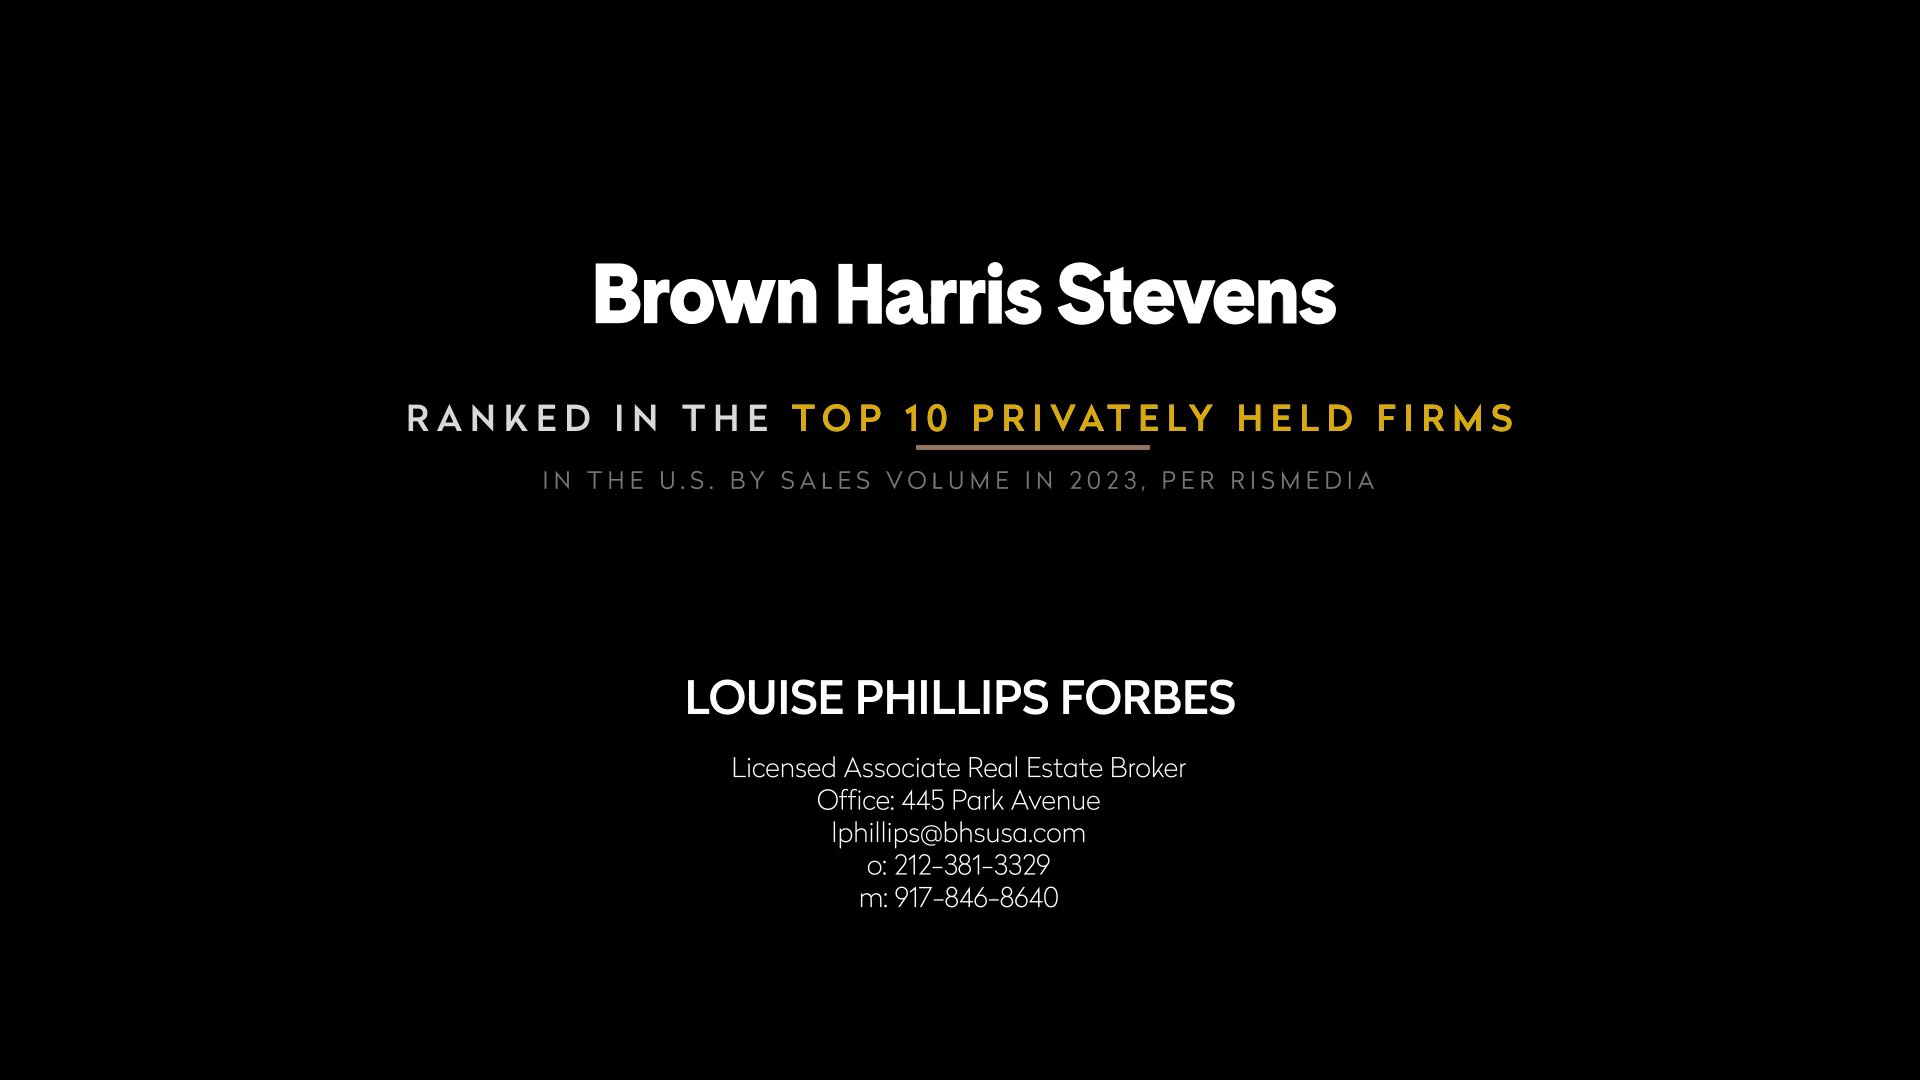 Brown Harris Stevens
RANKED IN THE TOP 10 PRIVATELY HELD FIRMS
IN THE U.S. BY SALES VOLUME IN 2023, PER RISMEDIA
LOUISE PHILLIPS FORBES
Licensed Associate Real Estate Broker
Office: 445 Park Avenue
lphillips@bhsusa.com
o: 212-381-3329
m: 917-846-8640